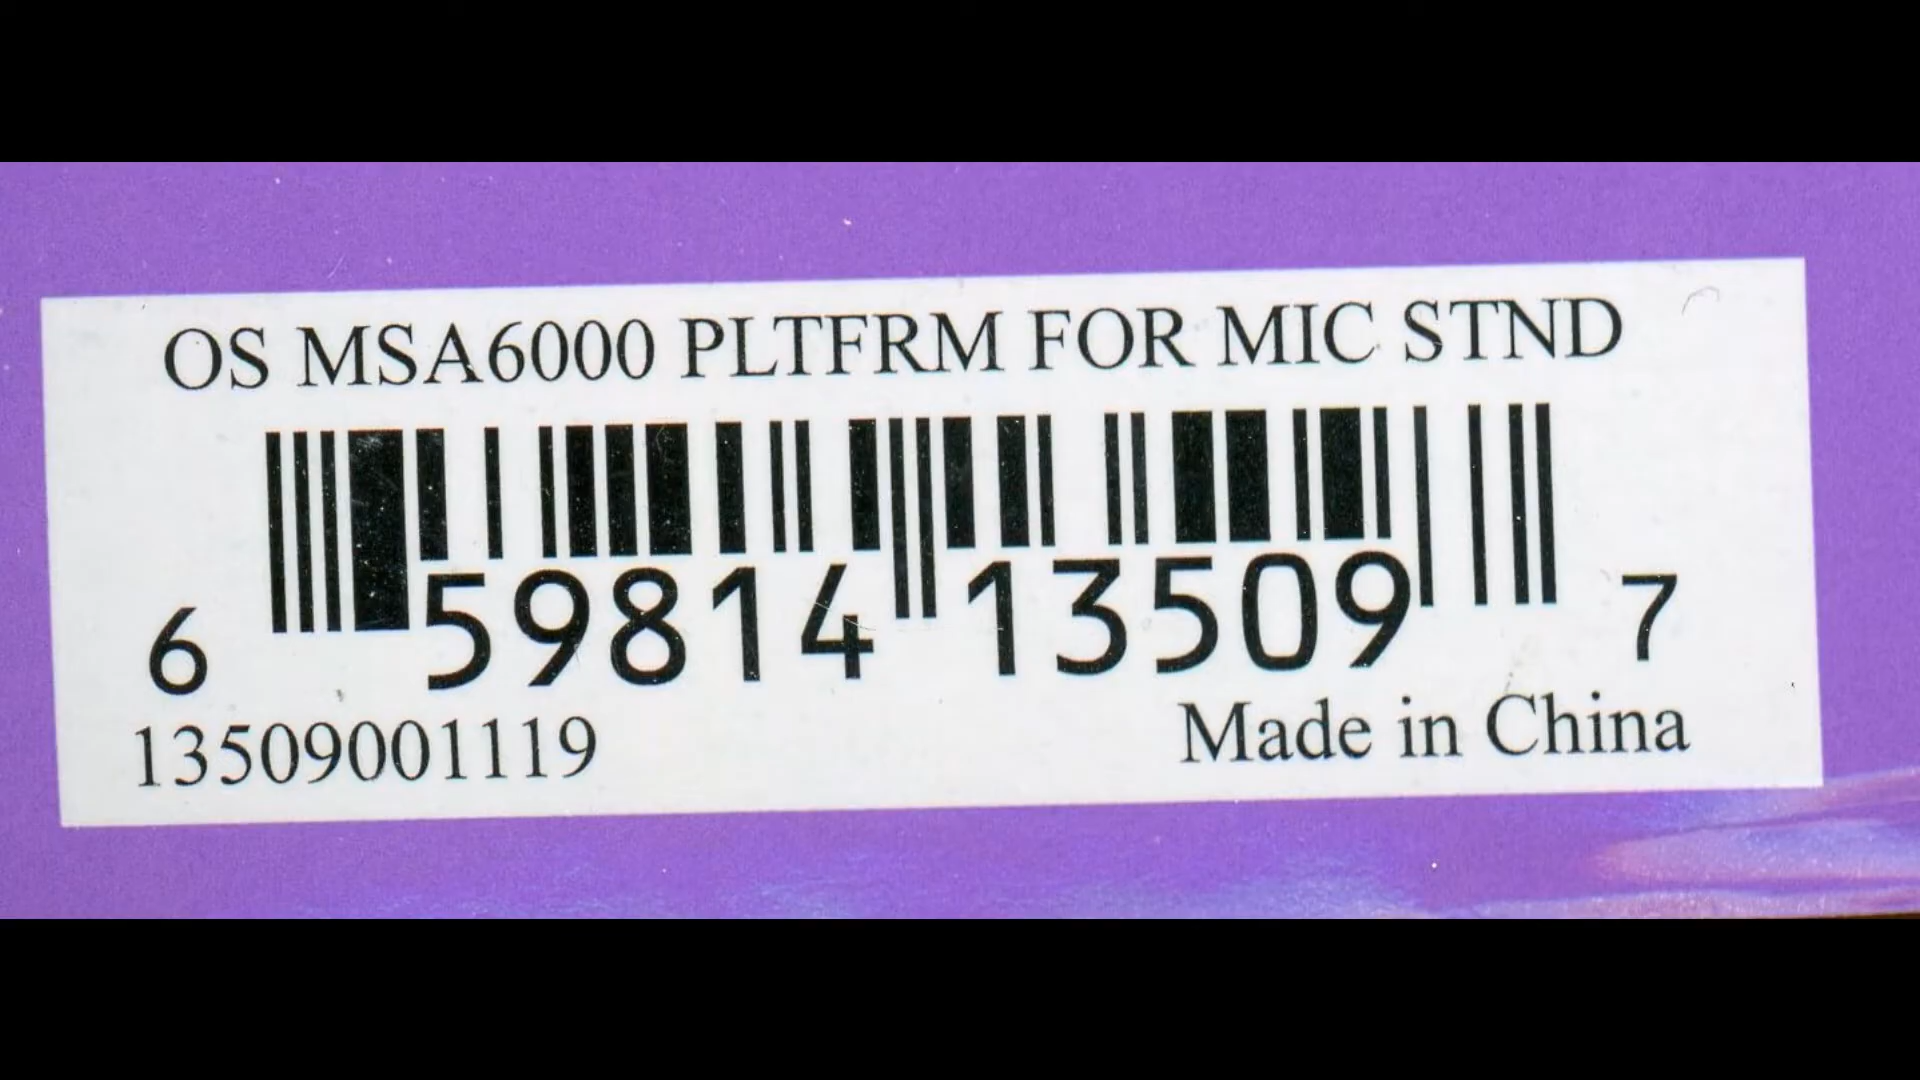 OS MSA6000 PLTFRM FOR MIC STND
6 59814 13509 7
13509001119
Made in China